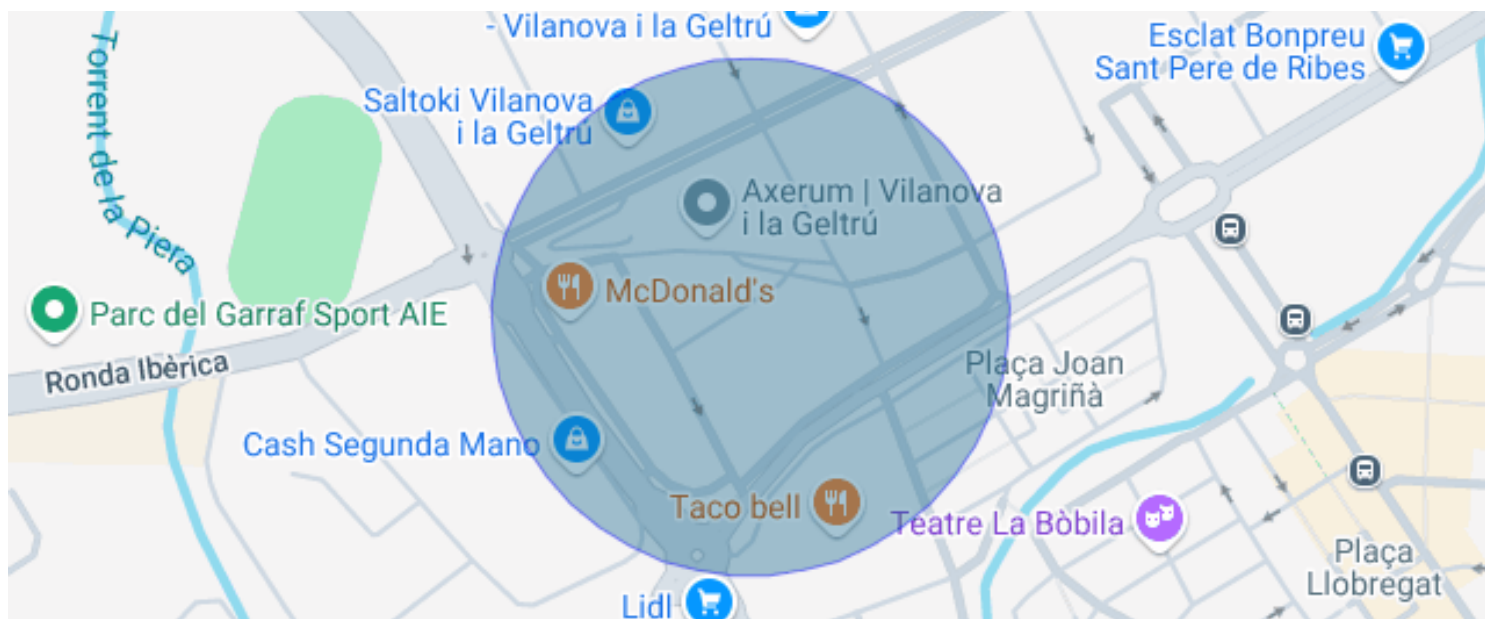 - Vilanova i la Geltrú
Esclat Bonpreu
Sant Pere de Ribes
Torrent de la Piera
Saltoki Vilanova
i la Geltrú
Axerum | Vilanova
i la Geltrú
McDonald's
Parc del Garraf Sport AIE
Ronda Ibèrica
Plaça Joan
Magriñà
Cash Segunda Mano
Taco bell
Teatre La Bòbila
Plaça
Llobregat
Lidl